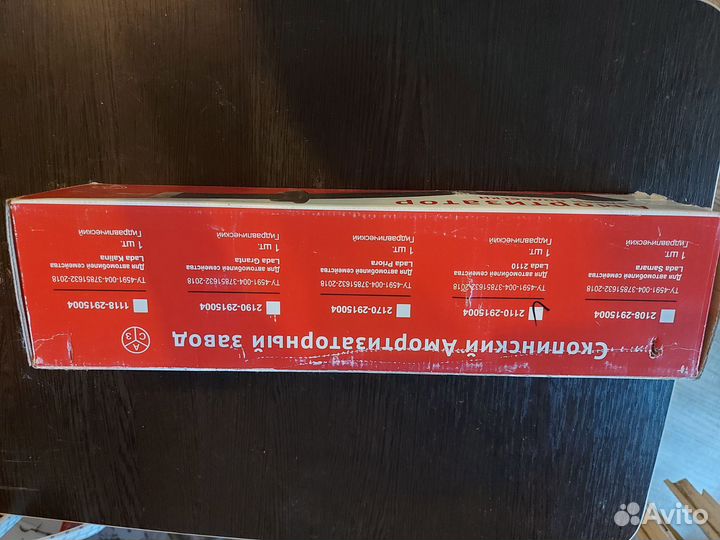 Скопинский Амортизаторный завод
А
С З
2108-2915004
ТУ-4591-004-37851632-2018
Для автомобилей семейства
Lada Samara
1 шт.
Гидравлический
2110-2915004
ТУ-4591-004-37851632-2018
Для автомобилей семейства
Lada 2110
1 шт.
Гидравлический
2170-2915004
ТУ-4591-004-37851632-2018
Для автомобилей семейства
Lada Priora
1 шт.
Гидравлический
2190-2915004
ТУ-4591-004-37851632-2018
Для автомобилей семейства
Lada Granta
1 шт.
Гидравлический
1118-2915004
ТУ-4591-004-37851632-2018
Для автомобилей семейства
Lada Kalina
1 шт.
Гидравлический
Avito